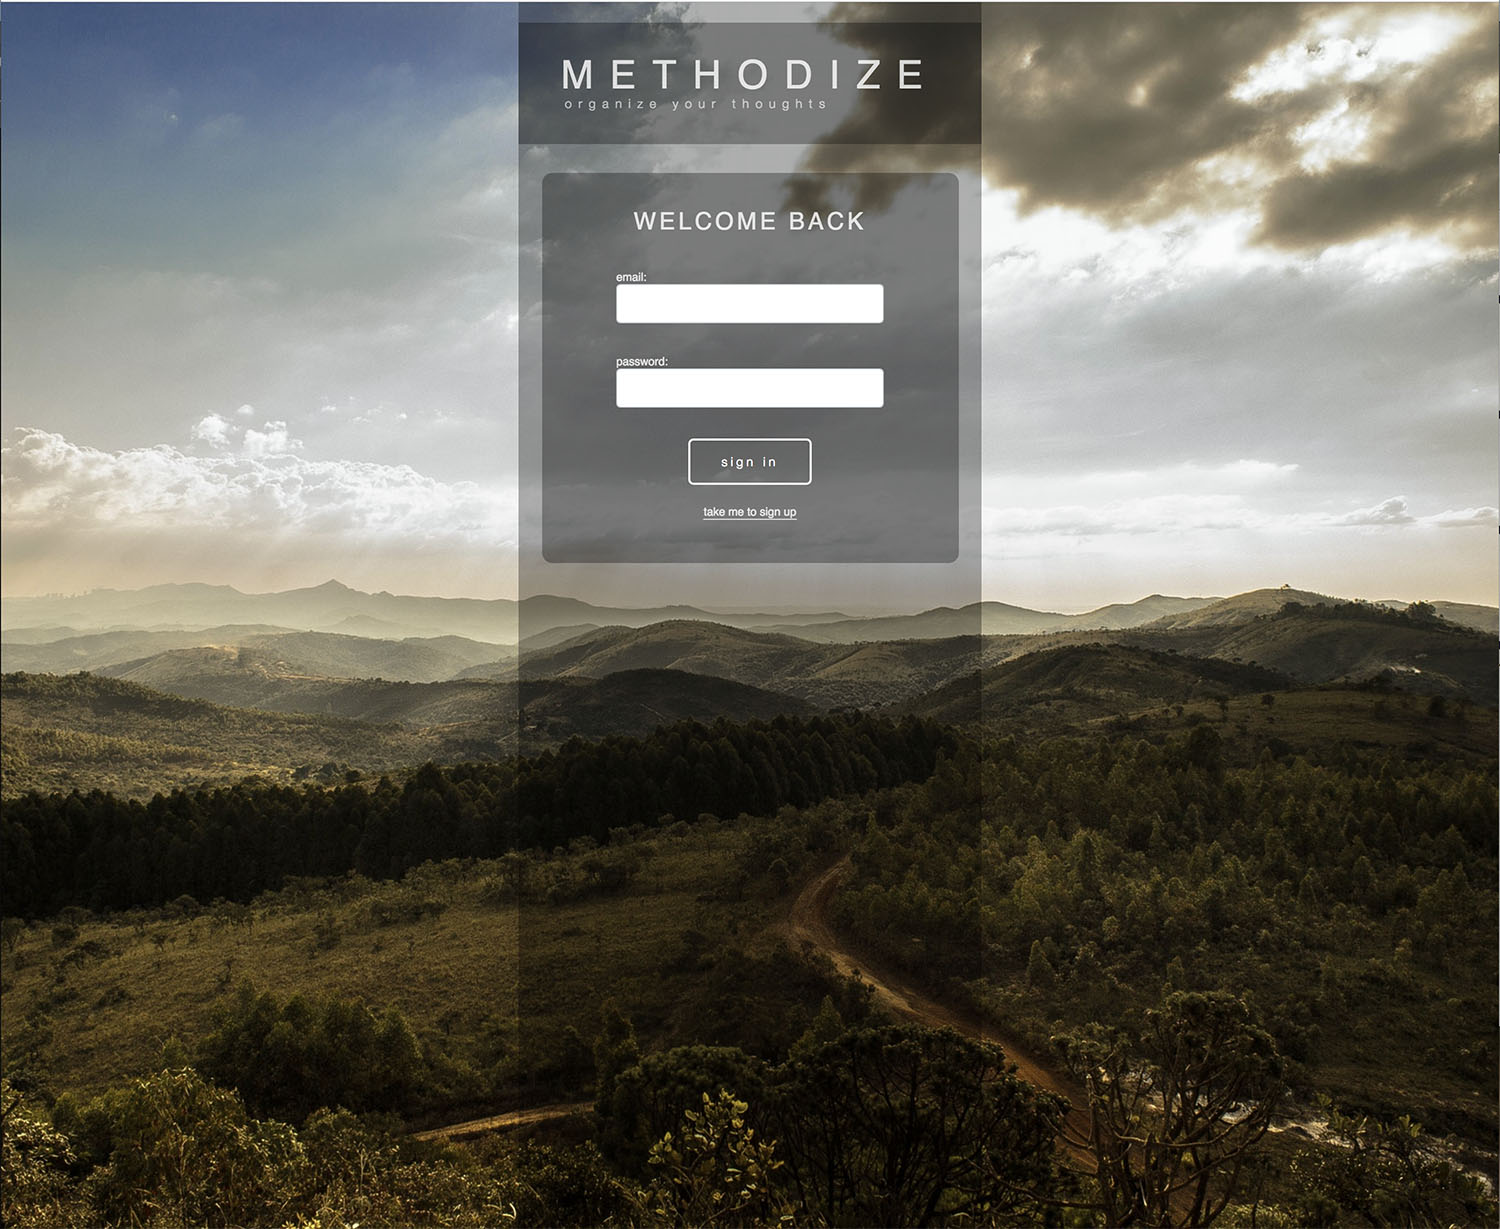 METHODIZE
organize your thoughts
WELCOME BACK
email:
password:
sign in
take me to sign up